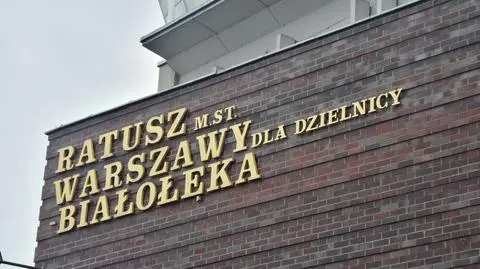 RATUSZ M.ST.
WARSZAWY DLA DZIELNICY
-BIAŁOŁĘKA